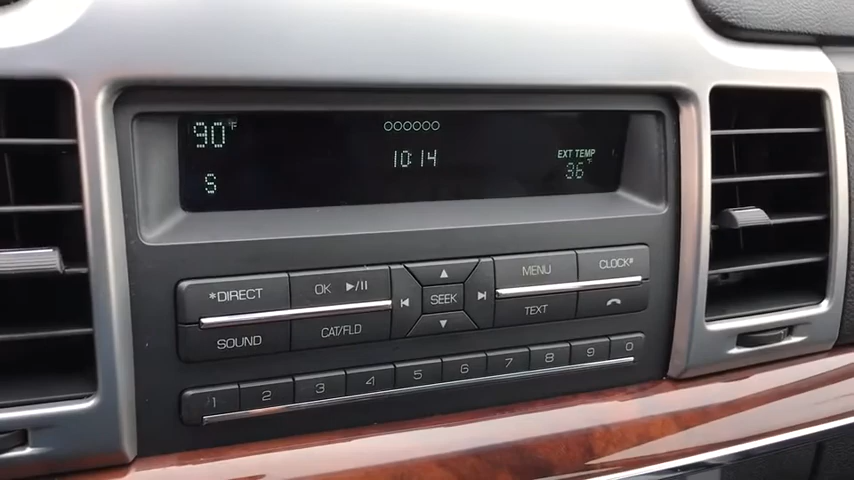 90°F
OOOOOO
10:14
EXT TEMP
36°F
S
*DIRECT
OK ▶/II
SEEK
MENU
CLOCK#
SOUND
CAT/FLD
TEXT
1 2 3 4 5 6 7 8 9 0